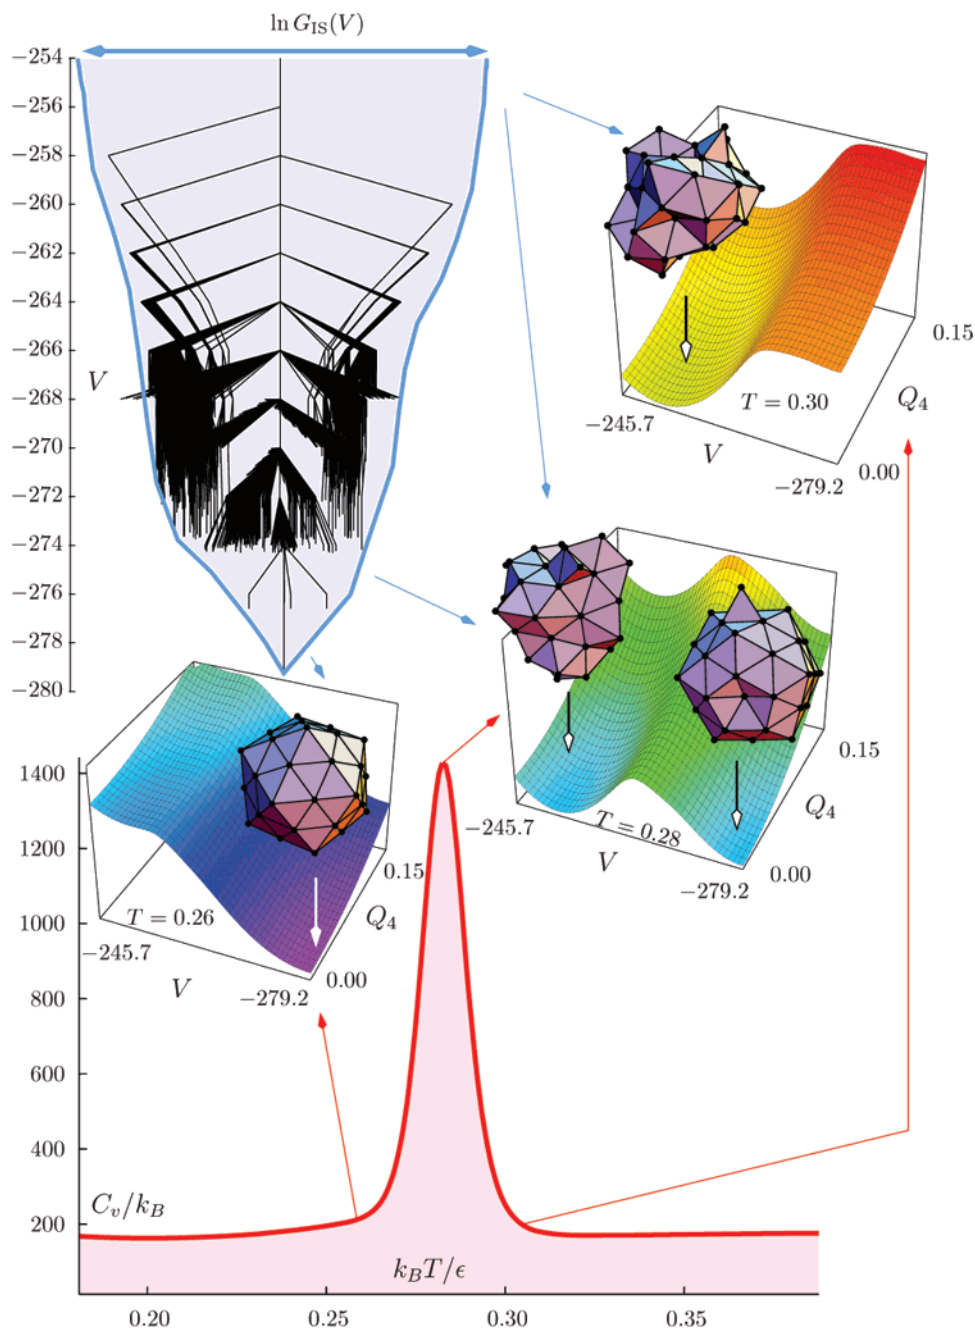 ln G_IS(V)
−254
−256
−258
−260
−262
−264
−266
V
−268
−270
−272
−274
−276
−278
−280
T = 0.30
−245.7
V
−279.2
0.00
Q_4
0.15
T = 0.28
−245.7
V
−279.2
0.00
Q_4
0.15
T = 0.26
−245.7
V
−279.2
0.00
Q_4
0.15
1400
1200
1000
800
600
400
200
C_v/k_B
k_BT/ϵ
0.20
0.25
0.30
0.35